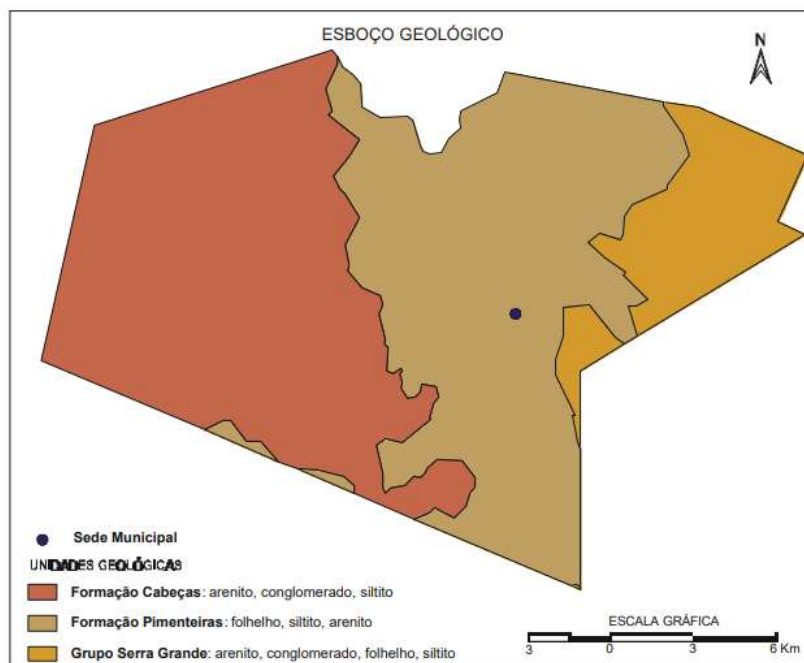 ESBOÇO GEOLÓGICO
N
Sede Municipal
UNIDADES GEOLÓGICAS
Formação Cabeças: arenito, conglomerado, siltito
Formação Pimenteiras: folhelho, siltito, arenito
Grupo Serra Grande: arenito, conglomerado, folhelho, siltito
ESCALA GRÁFICA
3 0 3 6 Km